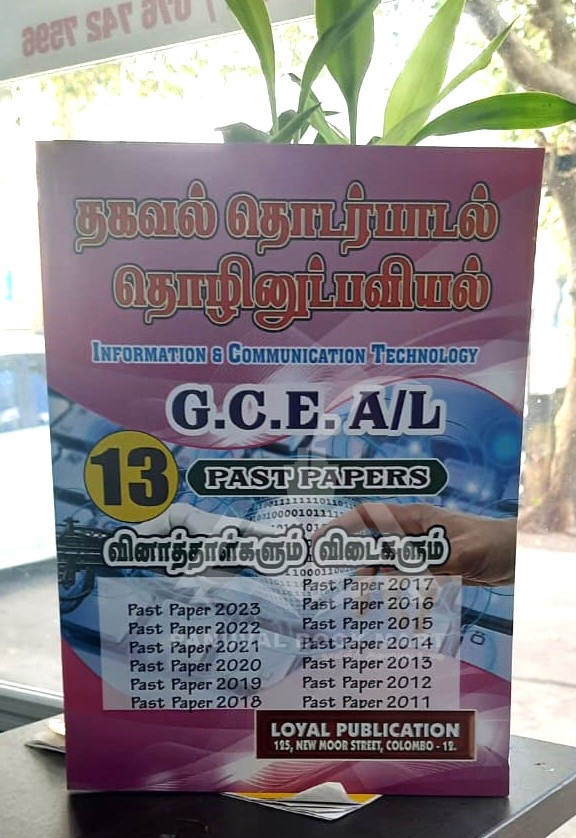 076 742 7596
தகவல் தொடர்பாடல்
தொழினுட்பவியல்
INFORMATION & COMMUNICATION TECHNOLOGY
G.C.E. A/L
13
PAST PAPERS
வினாத்தாள்களும் விடைகளும்
Past Paper 2023
Past Paper 2022
Past Paper 2021
Past Paper 2020
Past Paper 2019
Past Paper 2018
Past Paper 2017
Past Paper 2016
Past Paper 2015
Past Paper 2014
Past Paper 2013
Past Paper 2012
Past Paper 2011
LOYAL PUBLICATION
125, NEW MOOR STREET, COLOMBO - 12.